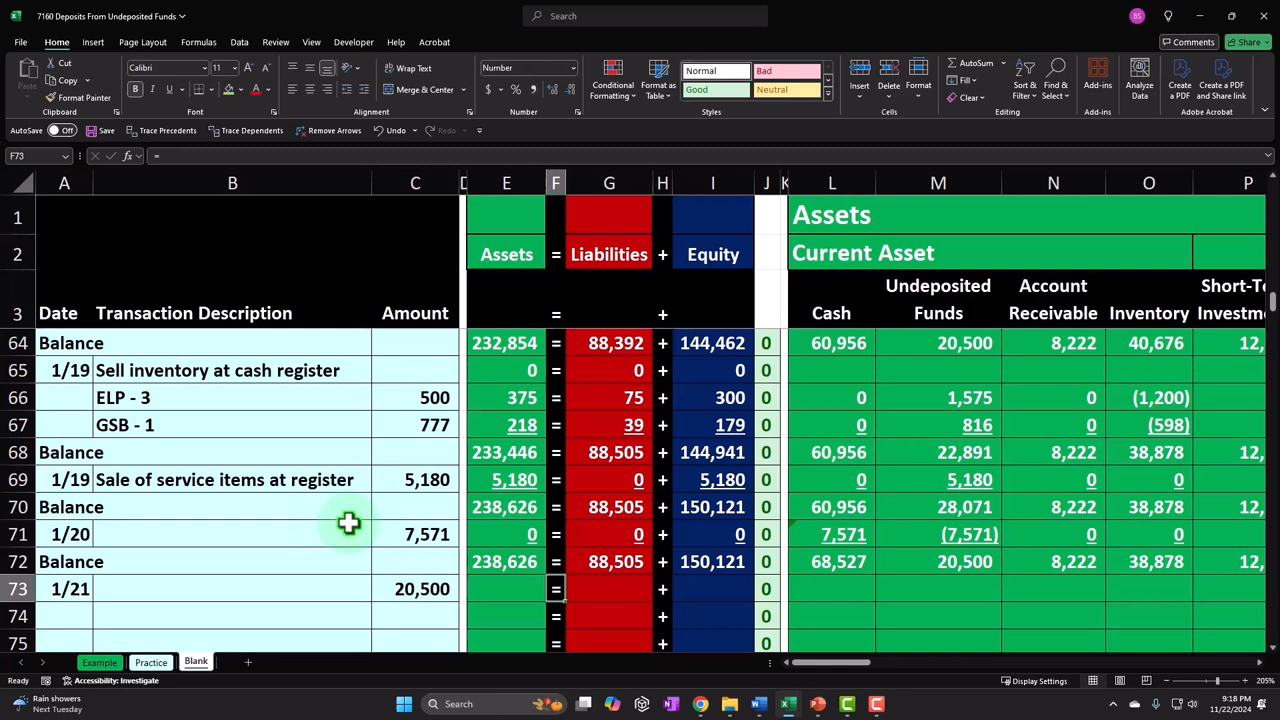 7160 Deposits From Undeposited Funds
Search
BS
File Home Insert Page Layout Formulas Data Review View Developer Help Acrobat
Comments Share
Paste Cut Copy Format Painter
Calibri 11 Wrap Text Merge & Center
Number
Conditional Formatting Format as Table
Normal Bad Good Neutral
Insert Delete Format
AutoSum Fill Clear
Sort & Filter Find & Select
Add-ins Analyze Data
Create a PDF Create a PDF and Share link
Clipboard Font Alignment Number Styles Cells Editing Add-ins Adobe Acrobat
AutoSave Off Save Trace Precedents Trace Dependents Remove Arrows Undo Redo
F73 fx =
A B C D E F G H I J K L M N O P
1 Assets
2 Assets = Liabilities + Equity Current Asset
Undeposited Account Short-Te
3 Date Transaction Description Amount = + Cash Funds Receivable Inventory Investm
64 Balance 232,854 = 88,392 + 144,462 0 60,956 20,500 8,222 40,676 12,
65 1/19 Sell inventory at cash register 0 = 0 + 0 0
66 ELP - 3 500 375 = 75 + 300 0 0 1,575 0 (1,200)
67 GSB - 1 777 218 = 39 + 179 0 0 816 0 (598)
68 Balance 233,446 = 88,505 + 144,941 0 60,956 22,891 8,222 38,878 12,
69 1/19 Sale of service items at register 5,180 5,180 = 0 + 5,180 0 0 5,180 0 0
70 Balance 238,626 = 88,505 + 150,121 0 60,956 28,071 8,222 38,878 12,
71 1/20 7,571 0 = 0 + 0 0 7,571 (7,571) 0 0
72 Balance 238,626 = 88,505 + 150,121 0 68,527 20,500 8,222 38,878 12,
73 1/21 20,500 = + 0
74 = + 0
75 = + 0
Example Practice Blank
Ready Accessibility: Investigate Display Settings 205%
Rain showers
Next Tuesday
Search
9:18 PM
11/22/2024